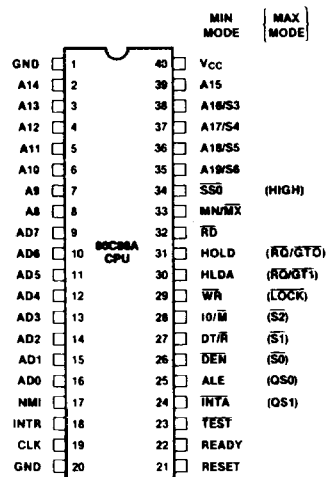 MIN MODE MAX MODE
GND 1 40 VCC
A14 2 39 A15
A13 3 38 A16/S3
A12 4 37 A17/S4
A11 5 36 A18/S5
A10 6 35 A19/S6
A9 7 34 SS0 (HIGH)
A8 8 33 MN/MX
AD7 9 32 RD
AD6 10 31 HOLD (RQ/GT0)
AD5 11 30 HLDA (RQ/GT1)
AD4 12 29 WR (LOCK)
AD3 13 28 IO/M (S2)
AD2 14 27 DT/R (S1)
AD1 15 26 DEN (S0)
AD0 16 25 ALE (QS0)
NMI 17 24 INTA (QS1)
INTR 18 23 TEST
CLK 19 22 READY
GND 20 21 RESET
CPU